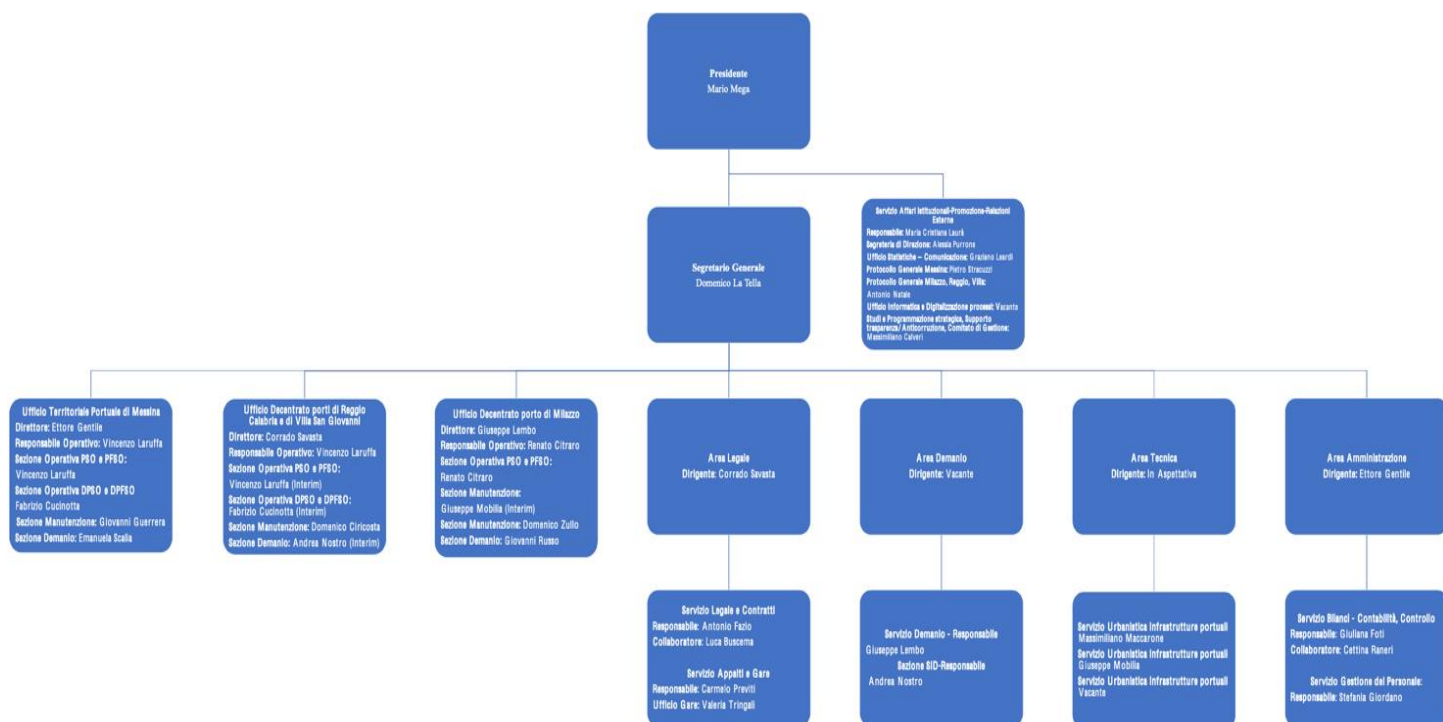 Presidente
Mario Mega
Servizio Affari Istituzionali-Promozione-Relazioni
Esterne
Responsabile: Maria Cristiana Laurà
Segreteria di Direzione: Alessia Purrone
Ufficio Statistiche – Comunicazione: Graziano Leardi
Protocollo Generale Messina: Pietro Stracuzzi
Protocollo Generale Milazzo, Reggio, Villa:
Antonio Natale
Ufficio Informatica e Digitalizzazione processi: Vacante
Studi e Programmazione strategica, Supporto
trasparenza/Anticorruzione, Comitato di Gestione:
Massimiliano Calveri
Segretario Generale
Domenico La Tella
Ufficio Territoriale Portuale di Messina
Direttore: Ettore Gentile
Responsabile Operativo: Vincenzo Laruffa
Sezione Operativa PSO e PFSO:
Vincenzo Laruffa
Sezione Operativa DPSO e DPFSO
Fabrizio Cucinotta
Sezione Manutenzione: Giovanni Guerrera
Sezione Demanio: Emanuela Scalia
Ufficio Decentrato porti di Reggio
Calabria e di Villa San Giovanni
Direttore: Corrado Savasta
Responsabile Operativo: Vincenzo Laruffa
Sezione Operativa PSO e PFSO:
Vincenzo Laruffa (Interim)
Sezione Operativa DPSO e DPFSO:
Fabrizio Cucinotta (Interim)
Sezione Manutenzione: Domenico Ciricosta
Sezione Demanio: Andrea Nostro (Interim)
Ufficio Decentrato porto di Milazzo
Direttore: Giuseppe Lembo
Responsabile Operativo: Renato Citraro
Sezione Operativa PSO e PFSO:
Renato Citraro
Sezione Manutenzione:
Giuseppe Mobilia (Interim)
Sezione Manutenzione: Domenico Zullo
Sezione Demanio: Giovanni Russo
Area Legale
Dirigente: Corrado Savasta
Area Demanio
Dirigente: Vacante
Area Tecnica
Dirigente: In Aspettativa
Area Amministrazione
Dirigente: Ettore Gentile
Servizio Legale e Contratti
Responsabile: Antonio Fazio
Collaboratore: Luca Buscema
Servizio Appalti e Gare
Responsabile: Carmelo Previti
Ufficio Gare: Valeria Tringali
Servizio Demanio - Responsabile
Giuseppe Lembo
Sezione SID-Responsabile
Andrea Nostro
Servizio Urbanistica Infrastrutture portuali
Massimiliano Maccarone
Servizio Urbanistica Infrastrutture portuali
Giuseppe Mobilia
Servizio Urbanistica Infrastrutture portuali
Vacante
Servizio Bilanci - Contabilità, Controllo
Responsabile: Giuliana Foti
Collaboratore: Cettina Raneri
Servizio Gestione del Personale:
Responsabile: Stefania Giordano